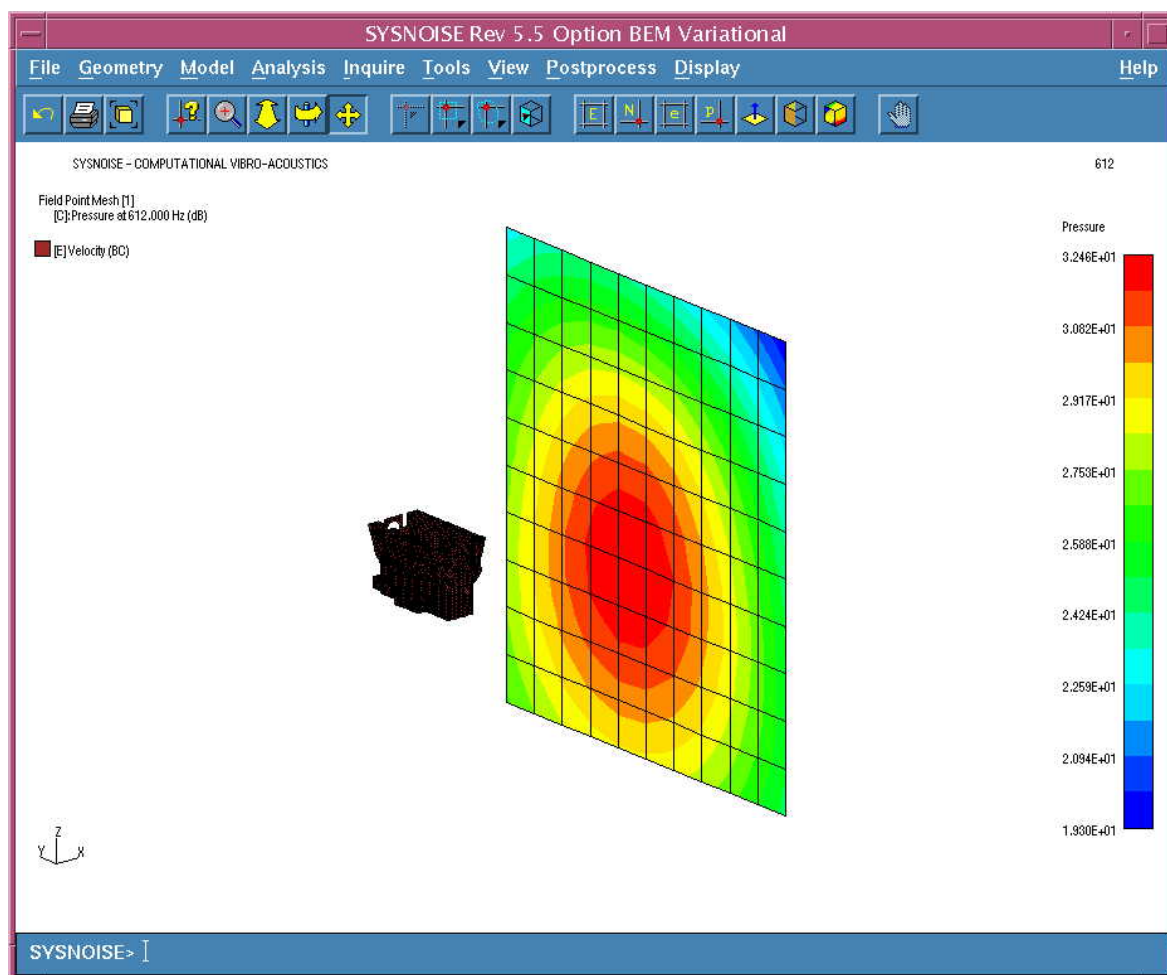 SYSNOISE Rev 5.5 Option BEM Variational
File Geometry Model Analysis Inquire Tools View Postprocess Display Help
E N e P
SYSNOISE - COMPUTATIONAL VIBRO-ACOUSTICS 612
Field Point Mesh [1]
[C]:Pressure at 612.000 Hz (dB)
[E] Velocity (BC)
Pressure
3.246E+01
3.082E+01
2.917E+01
2.753E+01
2.588E+01
2.424E+01
2.259E+01
2.094E+01
1.930E+01
Z
Y X
SYSNOISE>